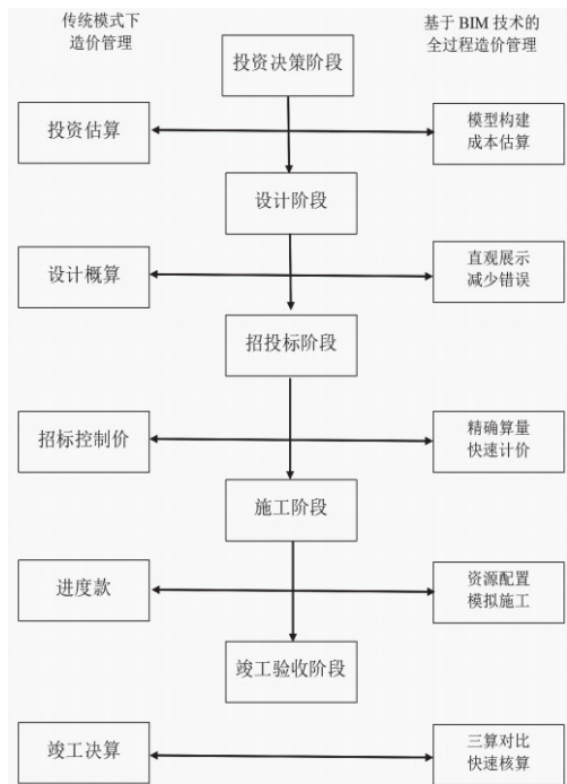 传统模式下
造价管理
基于 BIM 技术的
全过程造价管理
投资决策阶段
投资估算
模型构建
成本估算
设计阶段
设计概算
直观展示
减少错误
招投标阶段
招标控制价
精确算量
快速计价
施工阶段
进度款
资源配置
模拟施工
竣工验收阶段
竣工决算
三算对比
快速核算